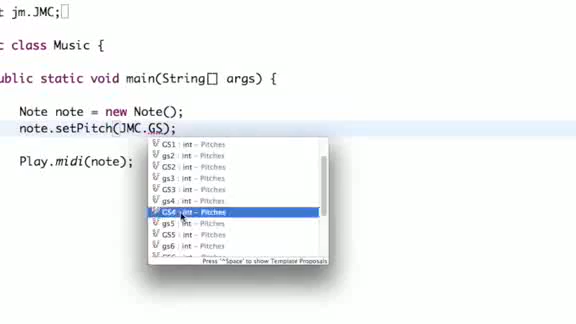 t jm.JMC;
c class Music {
public static void main(String[] args) {
Note note = new Note();
note.setPitch(JMC.GS);
GS1 : int - Pitches
gs2 : int - Pitches
GS2 : int - Pitches
gs3 : int - Pitches
GS3 : int - Pitches
gs4 : int - Pitches
GS4 : int - Pitches
gs5 : int - Pitches
GS5 : int - Pitches
gs6 : int - Pitches
Play.midi(note);
Press '^Space' to show Template Proposals